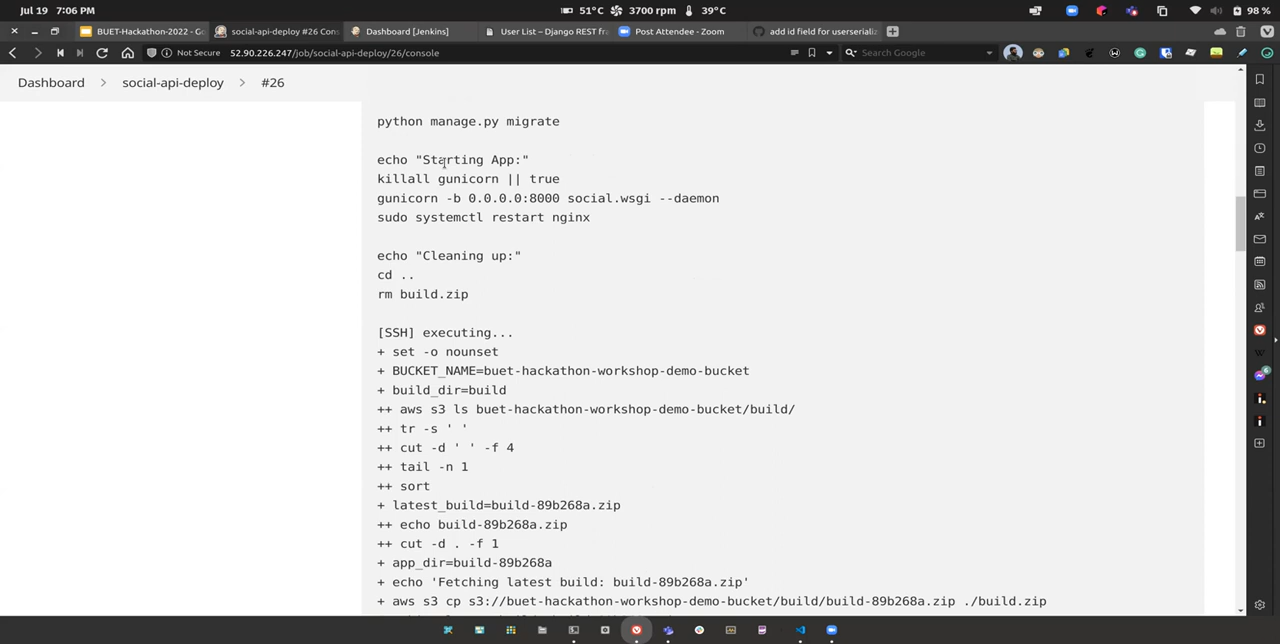 Jul 19 7:06 PM
51°C 3700 rpm 39°C
98 %
BUET-Hackathon-2022 - Go
social-api-deploy #26 Cons
Dashboard [Jenkins]
User List – Django REST fra
Post Attendee - Zoom
add id field for userserializ
Not Secure 52.90.226.247/job/social-api-deploy/26/console
Search Google
Dashboard > social-api-deploy > #26
python manage.py migrate
echo "Starting App:"
killall gunicorn || true
gunicorn -b 0.0.0.0:8000 social.wsgi --daemon
sudo systemctl restart nginx
echo "Cleaning up:"
cd ..
rm build.zip
[SSH] executing...
+ set -o nounset
+ BUCKET_NAME=buet-hackathon-workshop-demo-bucket
+ build_dir=build
++ aws s3 ls buet-hackathon-workshop-demo-bucket/build/
++ tr -s ' '
++ cut -d ' ' -f 4
++ tail -n 1
++ sort
+ latest_build=build-89b268a.zip
++ echo build-89b268a.zip
++ cut -d . -f 1
+ app_dir=build-89b268a
+ echo 'Fetching latest build: build-89b268a.zip'
+ aws s3 cp s3://buet-hackathon-workshop-demo-bucket/build/build-89b268a.zip ./build.zip